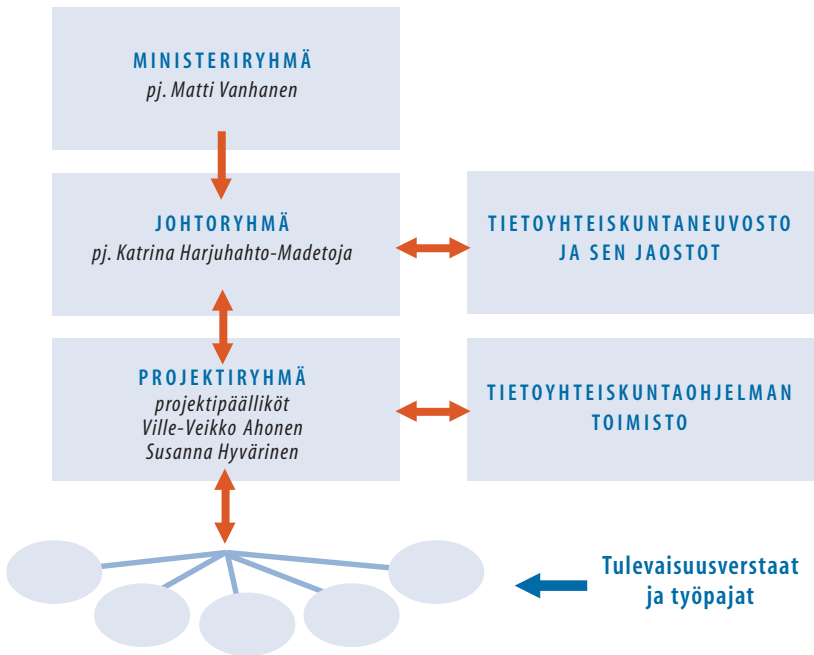 MINISTERIRYHMÄ
pj. Matti Vanhanen
JOHTORYHMÄ
pj. Katrina Harjuhahto-Madetoja
TIETOYHTEISKUNTANEUVOSTO
JA SEN JAOSTOT
PROJEKTIRYHMÄ
projektipäälliköt
Ville-Veikko Ahonen
Susanna Hyvärinen
TIETOYHTEISKUNTAOHJELMAN
TOIMISTO
Tulevaisuusverstaat
ja työpajat